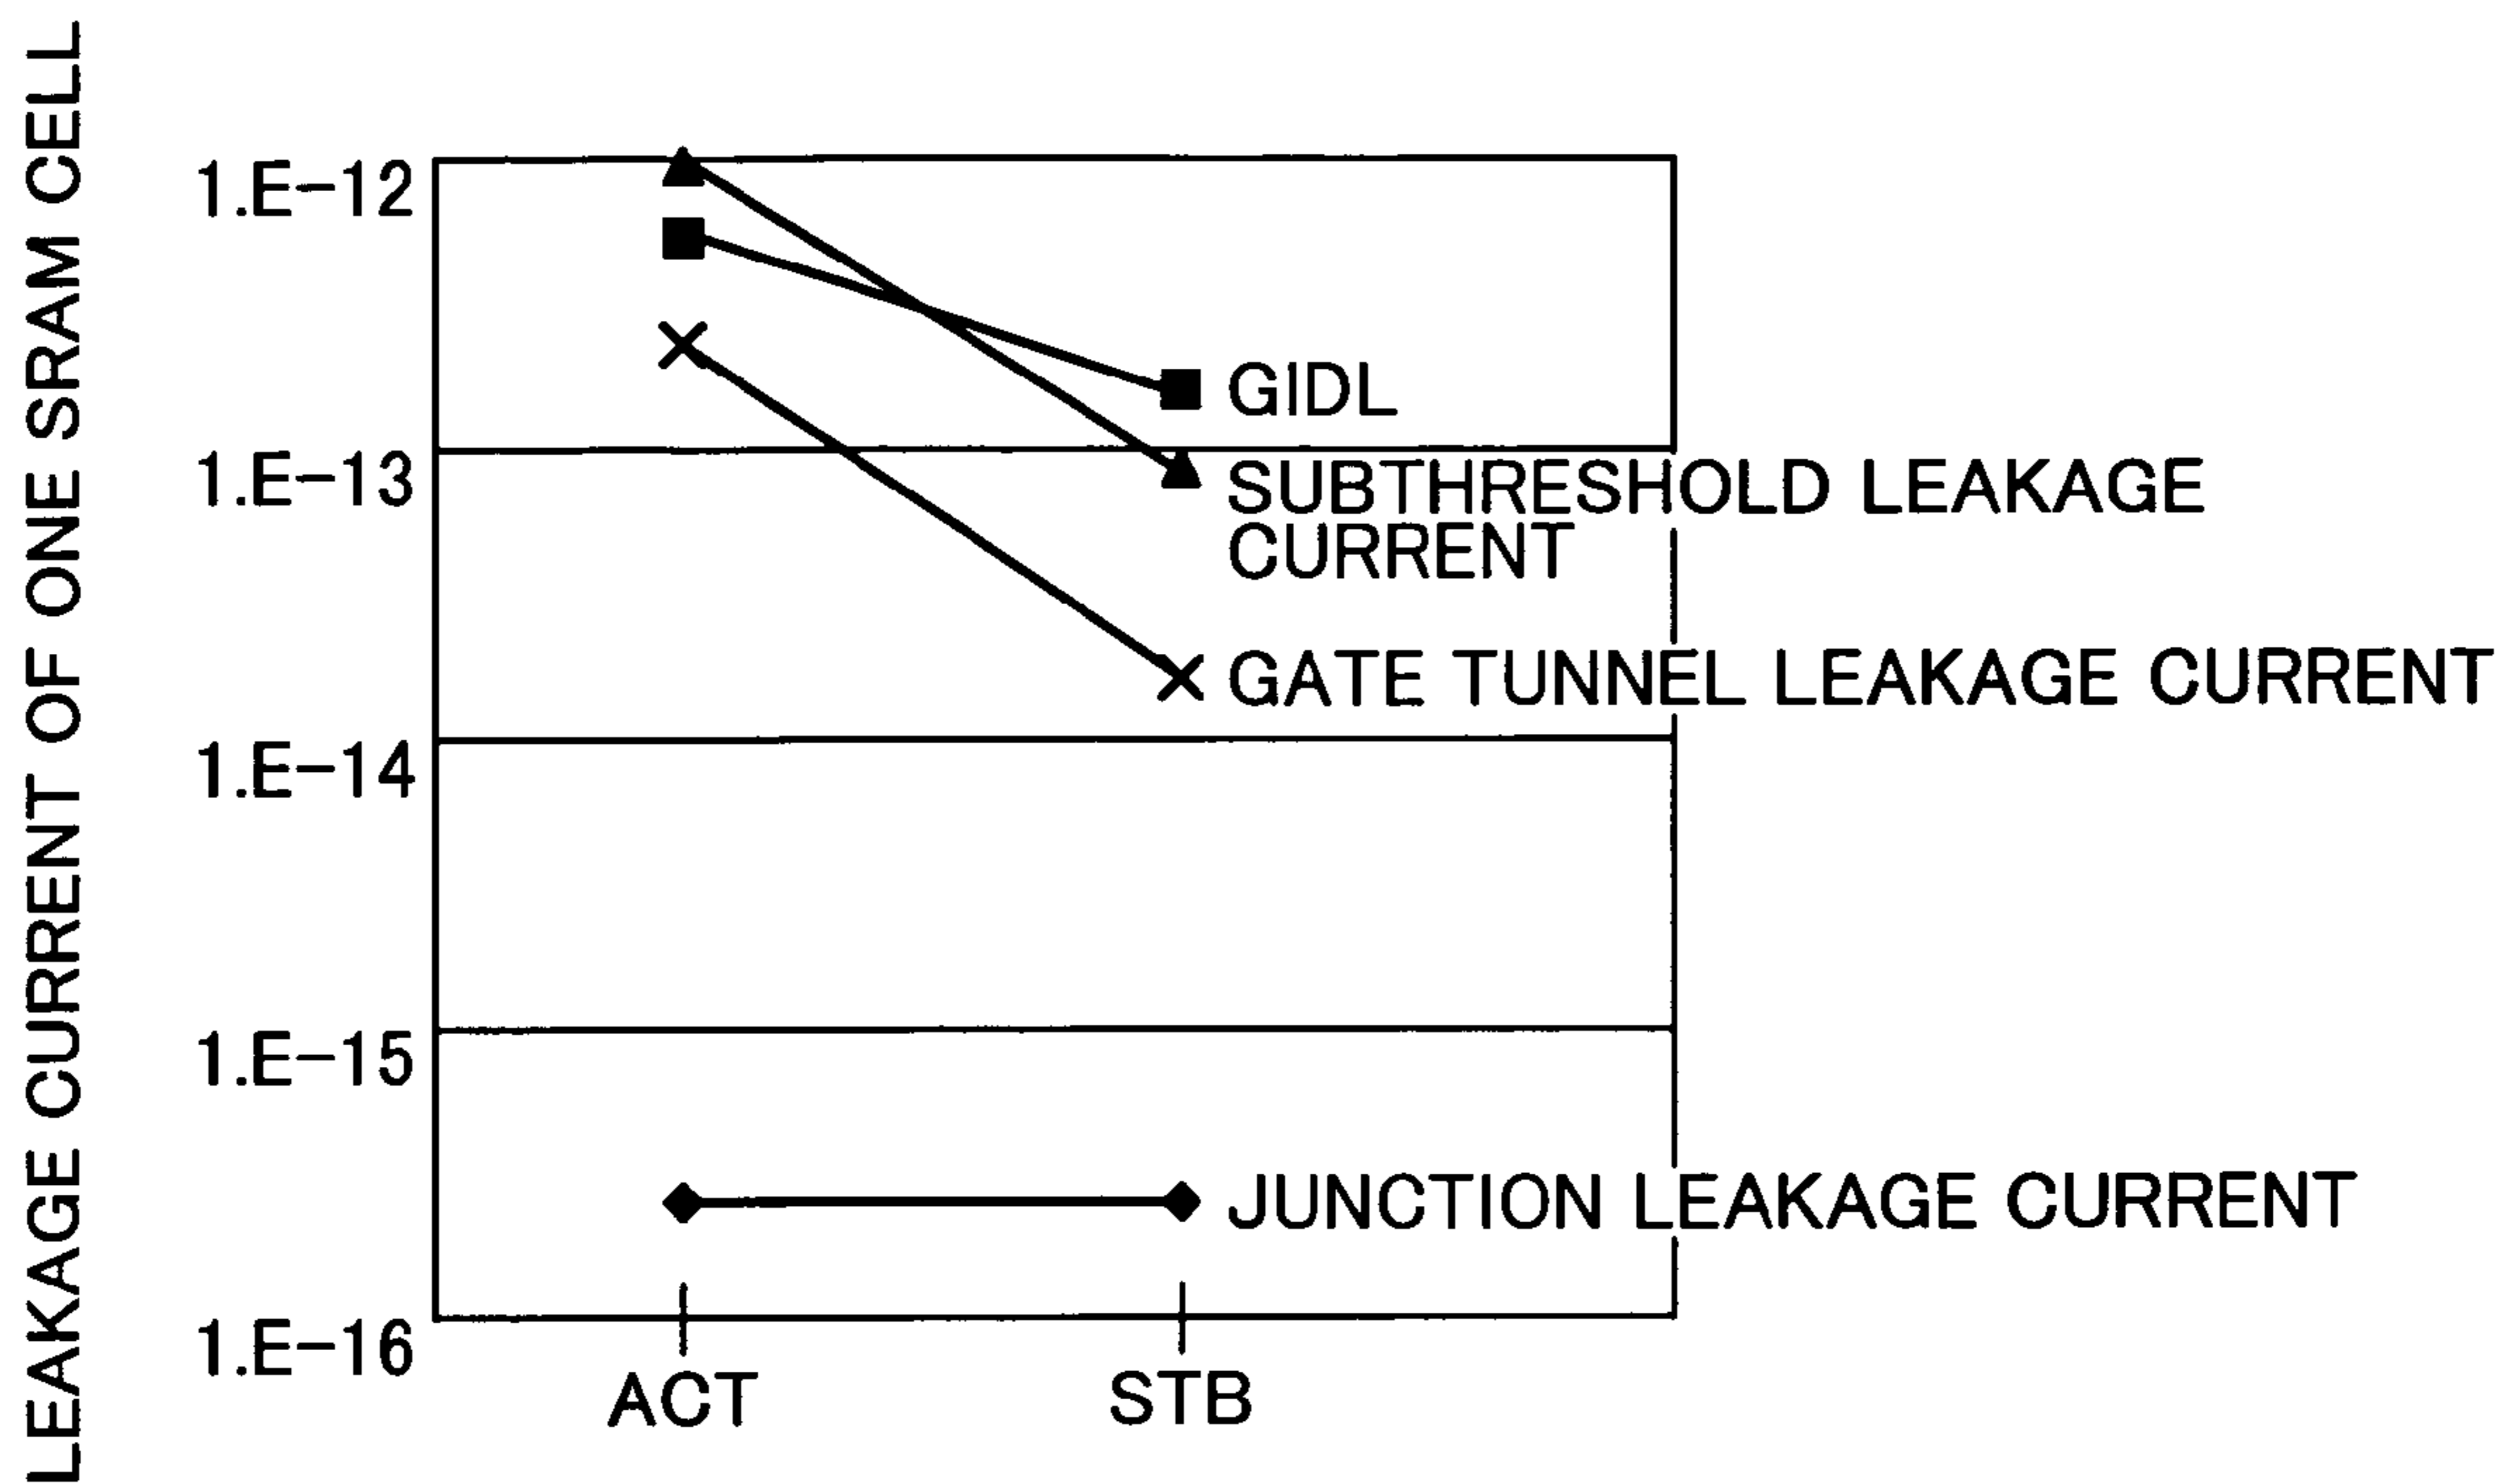 LEAKAGE CURRENT OF ONE SRAM CELL
1.E-12
1.E-13
1.E-14
1.E-15
1.E-16
GIDL
SUBTHRESHOLD LEAKAGE
CURRENT
GATE TUNNEL LEAKAGE CURRENT
JUNCTION LEAKAGE CURRENT
ACT
STB